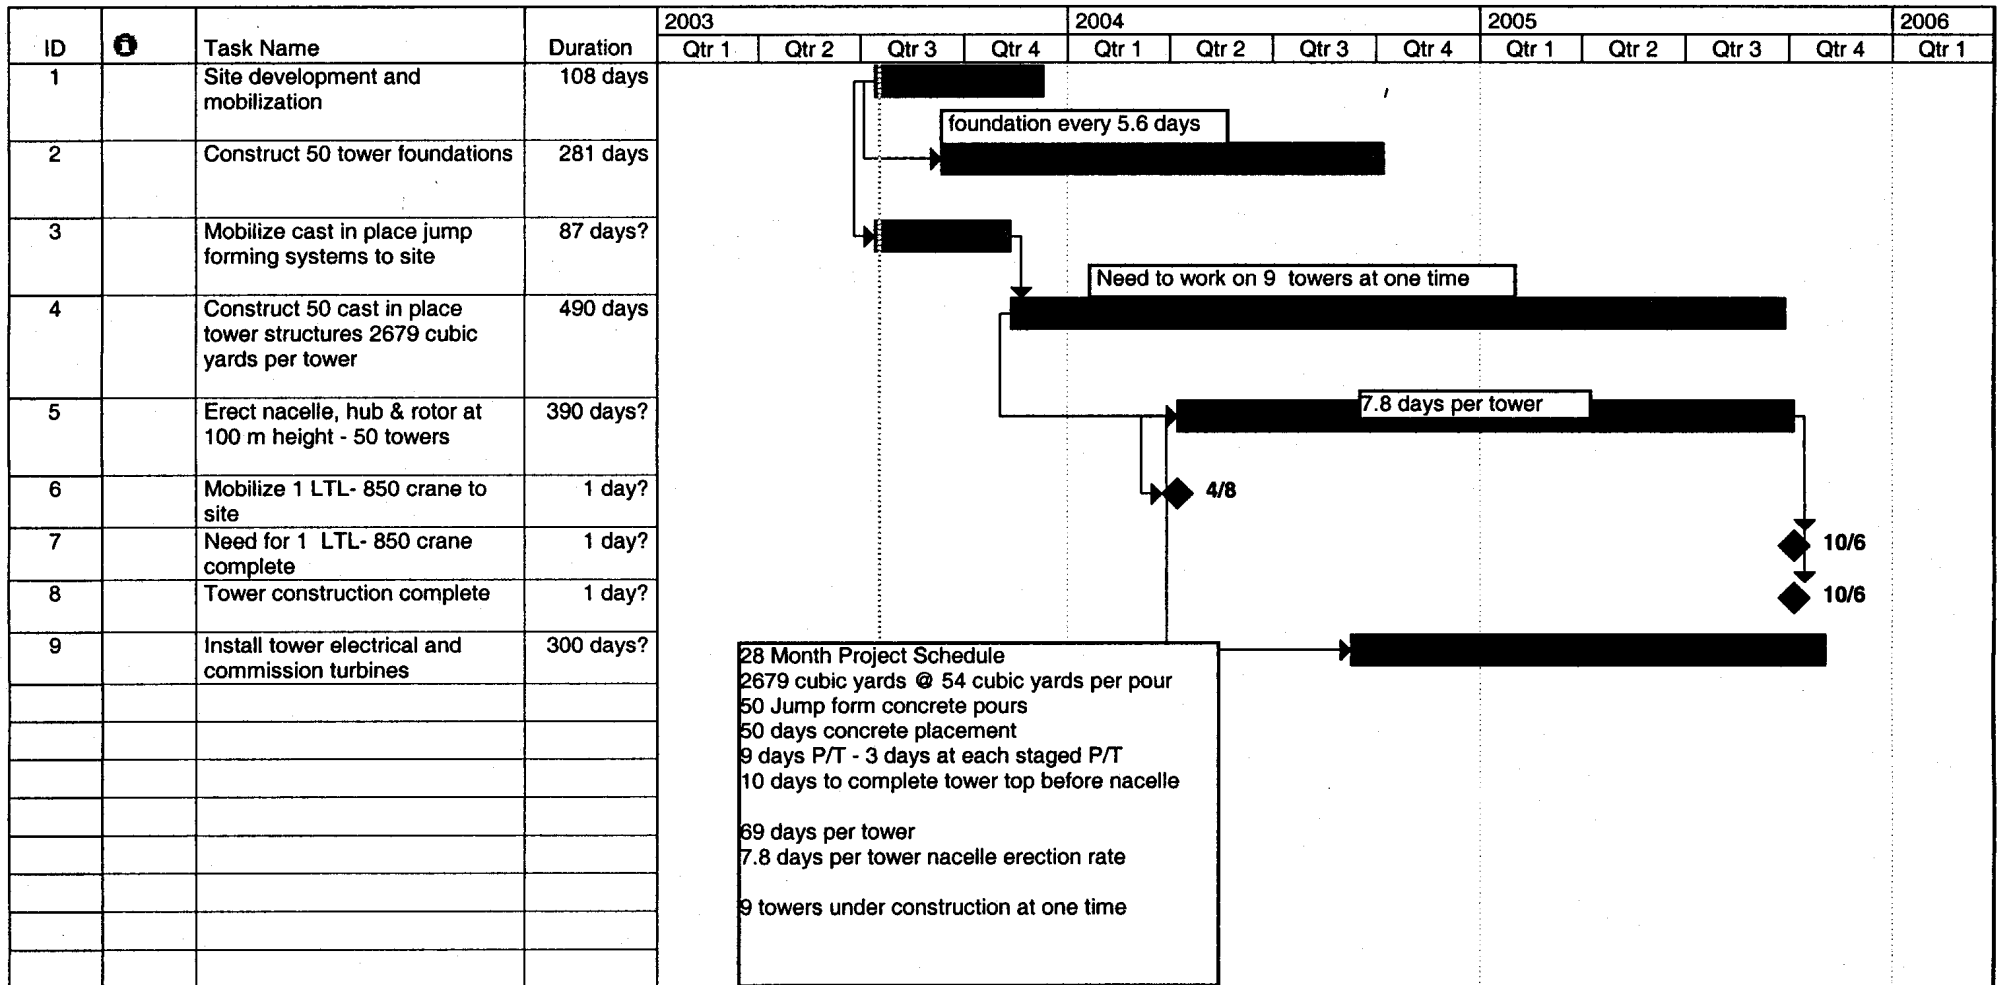 2003 2004 2005 2006
ID Task Name Duration Qtr 1 Qtr 2 Qtr 3 Qtr 4 Qtr 1 Qtr 2 Qtr 3 Qtr 4 Qtr 1 Qtr 2 Qtr 3 Qtr 4 Qtr 1
1 Site development and 108 days
mobilization
foundation every 5.6 days
2 Construct 50 tower foundations 281 days
3 Mobilize cast in place jump 87 days?
forming systems to site
Need to work on 9 towers at one time
4 Construct 50 cast in place 490 days
tower structures 2679 cubic
yards per tower
7.8 days per tower
5 Erect nacelle, hub & rotor at 390 days?
100 m height - 50 towers
6 Mobilize 1 LTL- 850 crane to 1 day? 4/8
site
7 Need for 1 LTL- 850 crane 1 day? 10/6
complete
8 Tower construction complete 1 day? 10/6
9 Install tower electrical and 300 days?
commission turbines
28 Month Project Schedule
2679 cubic yards @ 54 cubic yards per pour
50 Jump form concrete pours
50 days concrete placement
9 days P/T - 3 days at each staged P/T
10 days to complete tower top before nacelle
69 days per tower
7.8 days per tower nacelle erection rate
9 towers under construction at one time